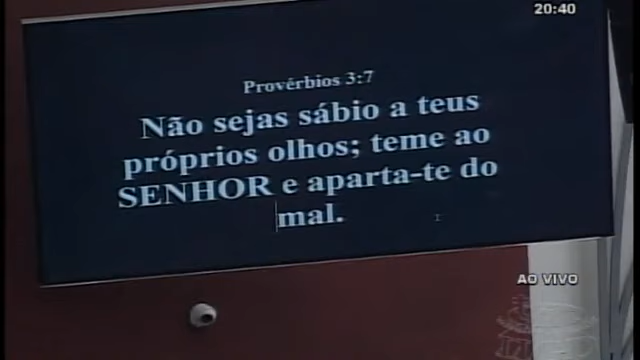 20:40
Provérbios 3:7
Não sejas sábio a teus
próprios olhos; teme ao
SENHOR e aparta-te do
mal.
AO VIVO